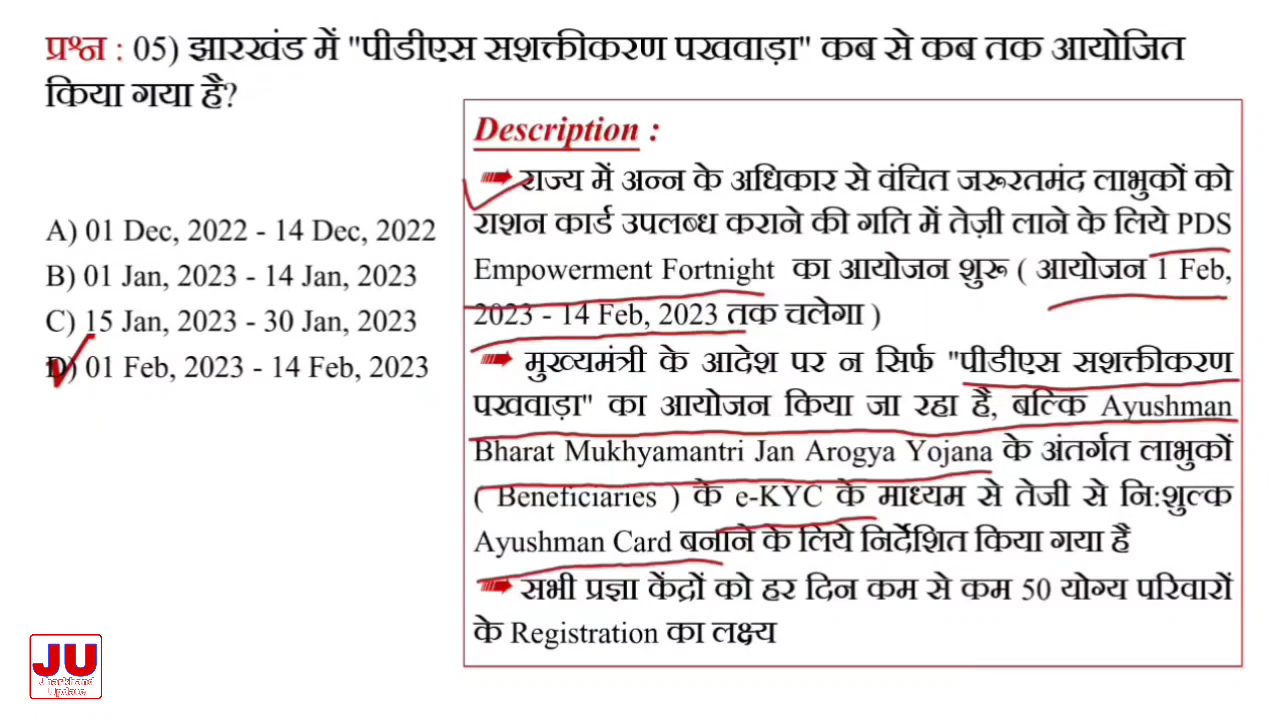 प्रश्न : 05) झारखंड में "पीडीएस सशक्तीकरण पखवाड़ा" कब से कब तक आयोजित
किया गया है?
A) 01 Dec, 2022 - 14 Dec, 2022
B) 01 Jan, 2023 - 14 Jan, 2023
C) 15 Jan, 2023 - 30 Jan, 2023
D) 01 Feb, 2023 - 14 Feb, 2023
Description :
राज्य में अन्न के अधिकार से वंचित जरूरतमंद लाभुकों को
राशन कार्ड उपलब्ध कराने की गति में तेज़ी लाने के लिये PDS
Empowerment Fortnight का आयोजन शुरू ( आयोजन 1 Feb,
2023 - 14 Feb, 2023 तक चलेगा )
मुख्यमंत्री के आदेश पर न सिर्फ "पीडीएस सशक्तीकरण
पखवाड़ा" का आयोजन किया जा रहा है, बल्कि Ayushman
Bharat Mukhyamantri Jan Arogya Yojana के अंतर्गत लाभुकों
( Beneficiaries ) के e-KYC के माध्यम से तेजी से नि:शुल्क
Ayushman Card बनाने के लिये निर्देशित किया गया है
सभी प्रज्ञा केंद्रों को हर दिन कम से कम 50 योग्य परिवारों
के Registration का लक्ष्य
JU
Jharkhand
Update